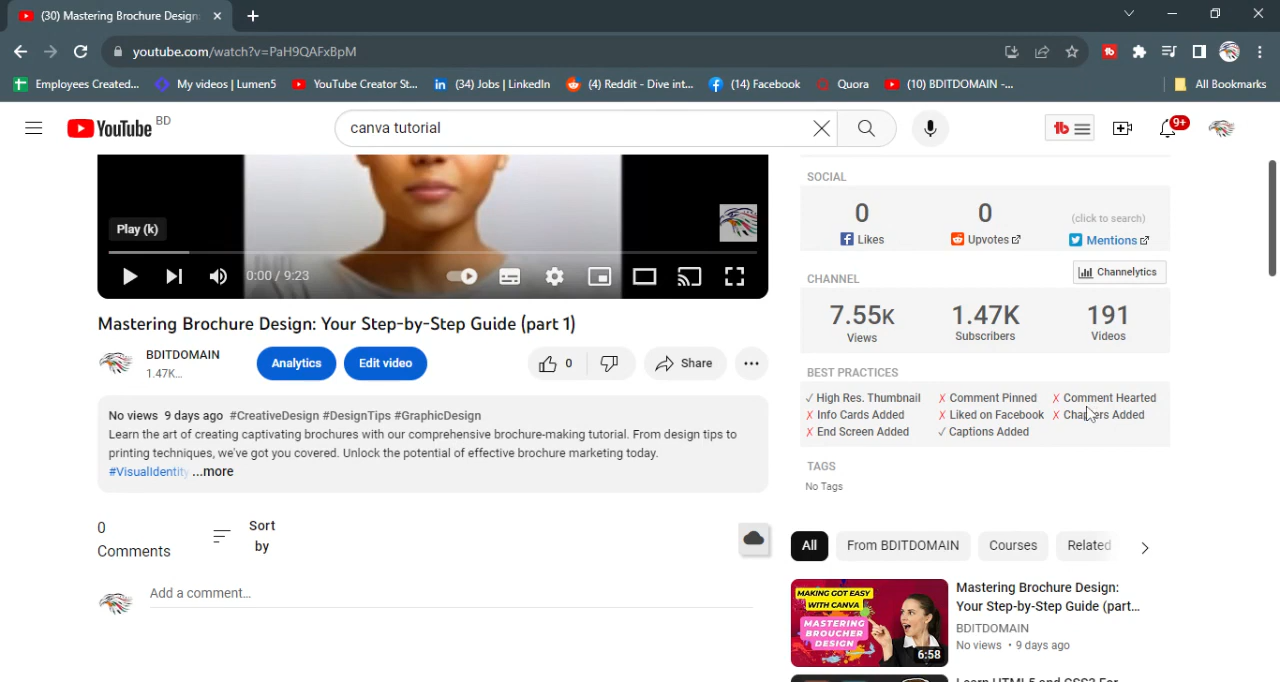 (30) Mastering Brochure Design:
youtube.com/watch?v=PaH9QAFxBpM
Employees Created...
My videos | Lumen5
YouTube Creator St...
(34) Jobs | LinkedIn
(4) Reddit - Dive int...
(14) Facebook
Quora
(10) BDITDOMAIN -...
All Bookmarks
YouTube BD
canva tutorial
9+
Play (k)
0:00 / 9:23
Mastering Brochure Design: Your Step-by-Step Guide (part 1)
BDITDOMAIN
1.47K...
Analytics
Edit video
0
Share
No views 9 days ago #CreativeDesign #DesignTips #GraphicDesign
Learn the art of creating captivating brochures with our comprehensive brochure-making tutorial. From design tips to
printing techniques, we've got you covered. Unlock the potential of effective brochure marketing today.
#VisualIdentity ...more
0
Comments
Sort
by
Add a comment...
SOCIAL
0
Likes
0
Upvotes
(click to search)
Mentions
CHANNEL
Channelytics
7.55K
Views
1.47K
Subscribers
191
Videos
BEST PRACTICES
✓ High Res. Thumbnail ✗ Comment Pinned ✗ Comment Hearted
✗ Info Cards Added ✗ Liked on Facebook ✗ Chapters Added
✗ End Screen Added ✓ Captions Added
TAGS
No Tags
All
From BDITDOMAIN
Courses
Related
MAKING GOT EASY
WITH CANVA
MASTERING
BROUCHER
DESIGN
6:58
Mastering Brochure Design:
Your Step-by-Step Guide (part...
BDITDOMAIN
No views • 9 days ago